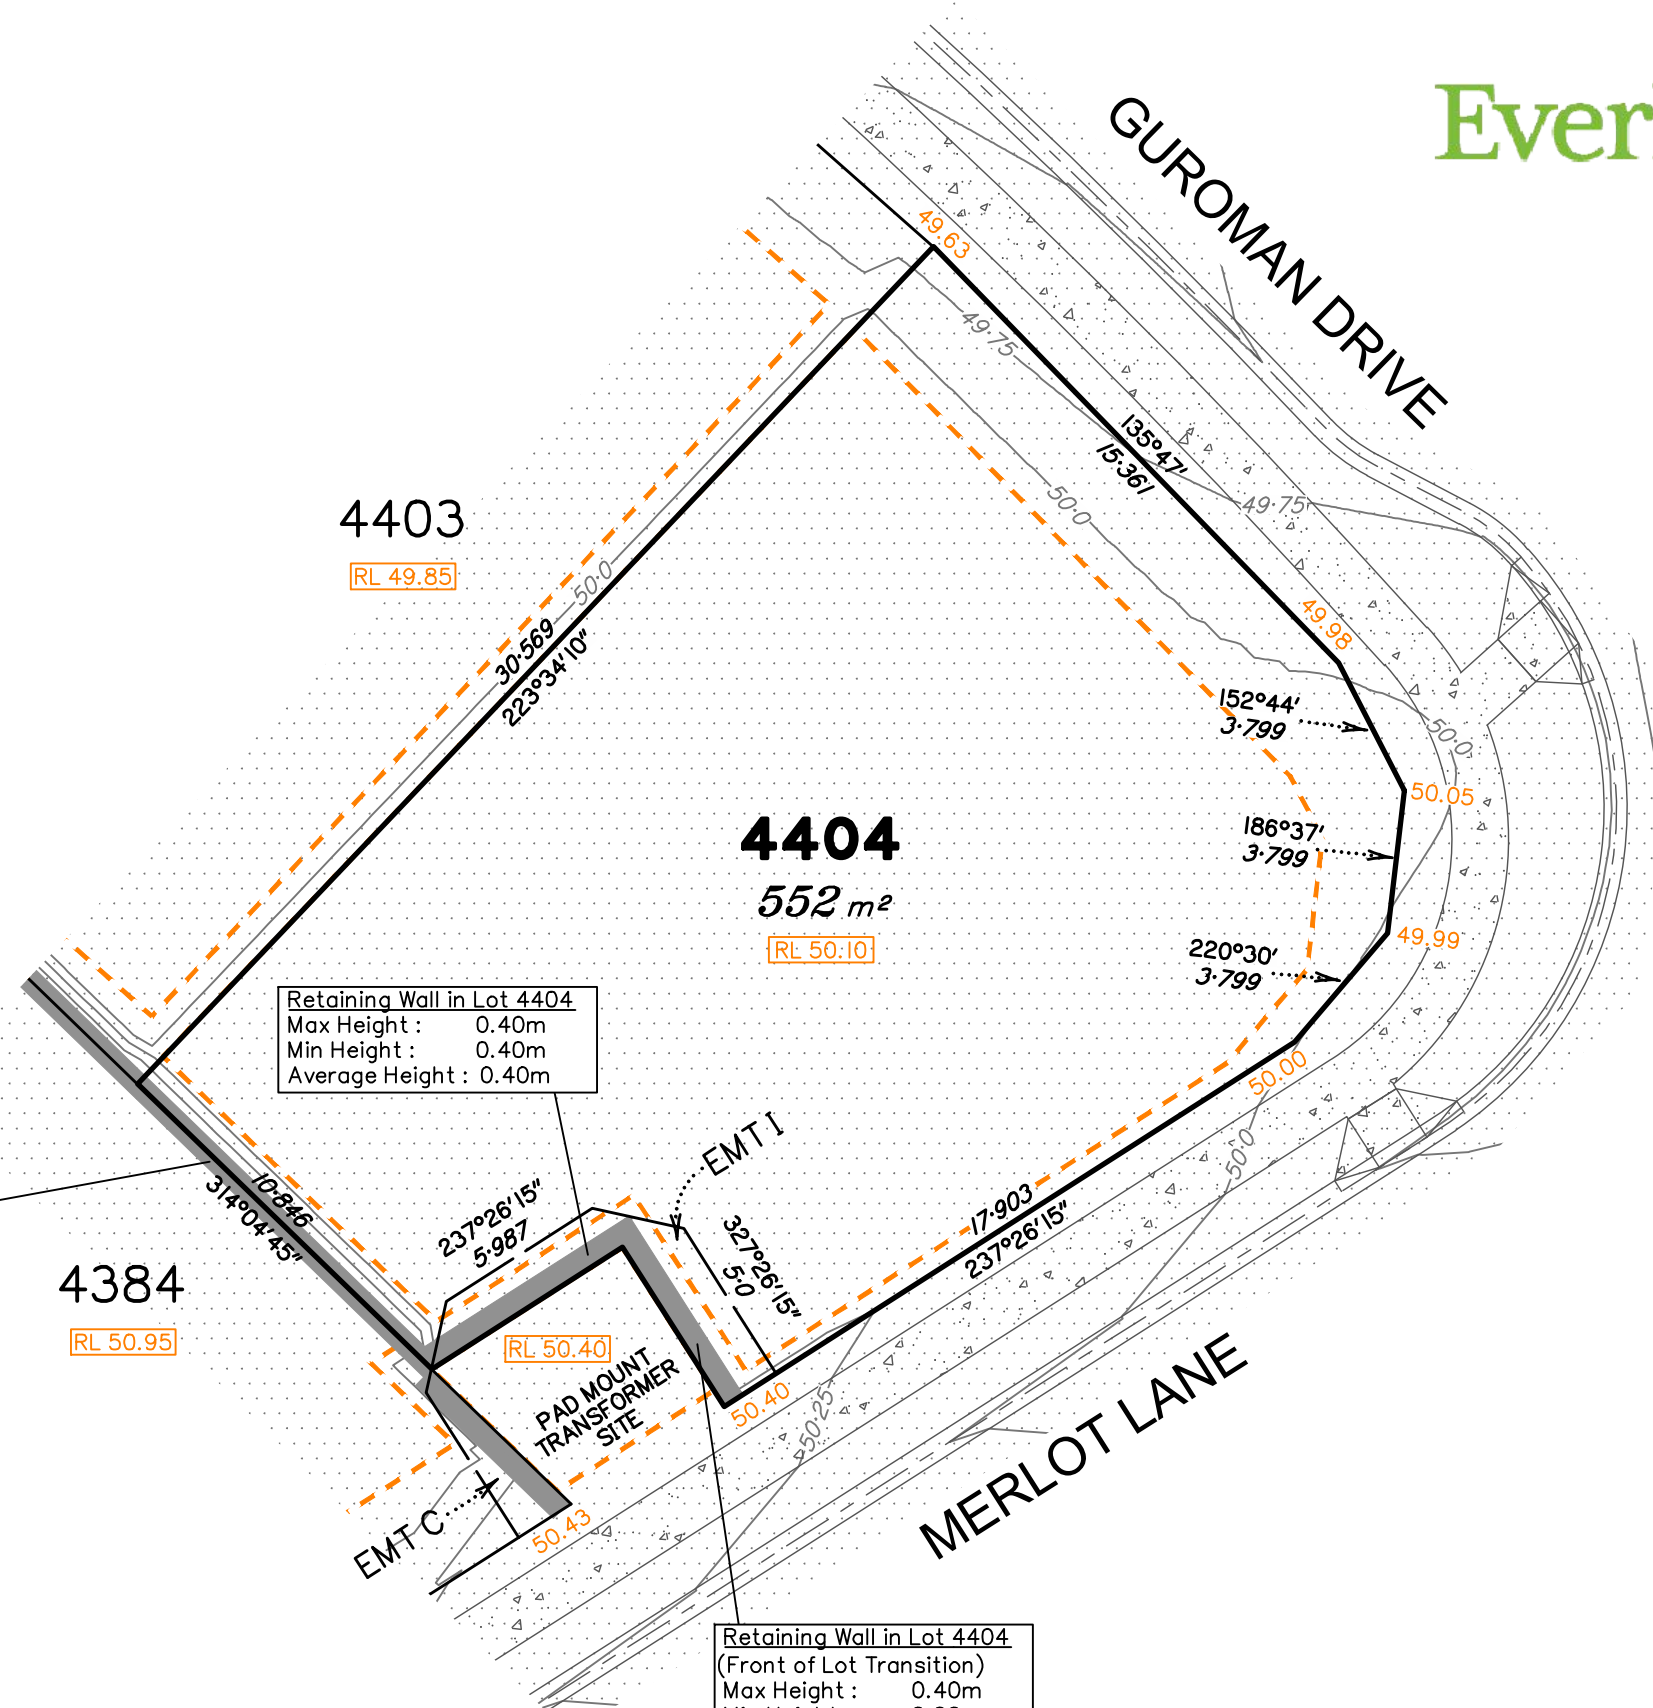 Ever
GUROMAN DRIVE
49.63
49·75
135°47'
15·361
50·0
49·75
4403
RL 49.85
50·0
30·569
223°34'10"
49.98
152°44'
3·799
50·0
50.05
4404
552 m²
RL 50.10
186°37'
3·799
49.99
220°30'
3·799
50.00
Retaining Wall in Lot 4404
Max Height : 0.40m
Min Height : 0.40m
Average Height : 0.40m
EMT I
50·0
10·846
314°04'45"
237°26'15"
5·987
327°26'15"
5·0
17·903
237°26'15"
4384
RL 50.95
RL 50.40
PAD MOUNT
TRANSFORMER
SITE
50.40
50·25
MERLOT LANE
EMT C
50.43
Retaining Wall in Lot 4404
(Front of Lot Transition)
Max Height : 0.40m